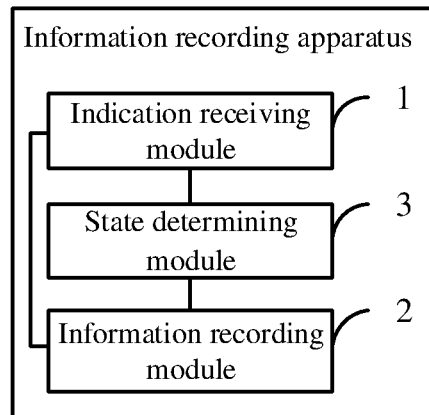 Information recording apparatus
Indication receiving
module
1
State determining
module
3
Information recording
module
2